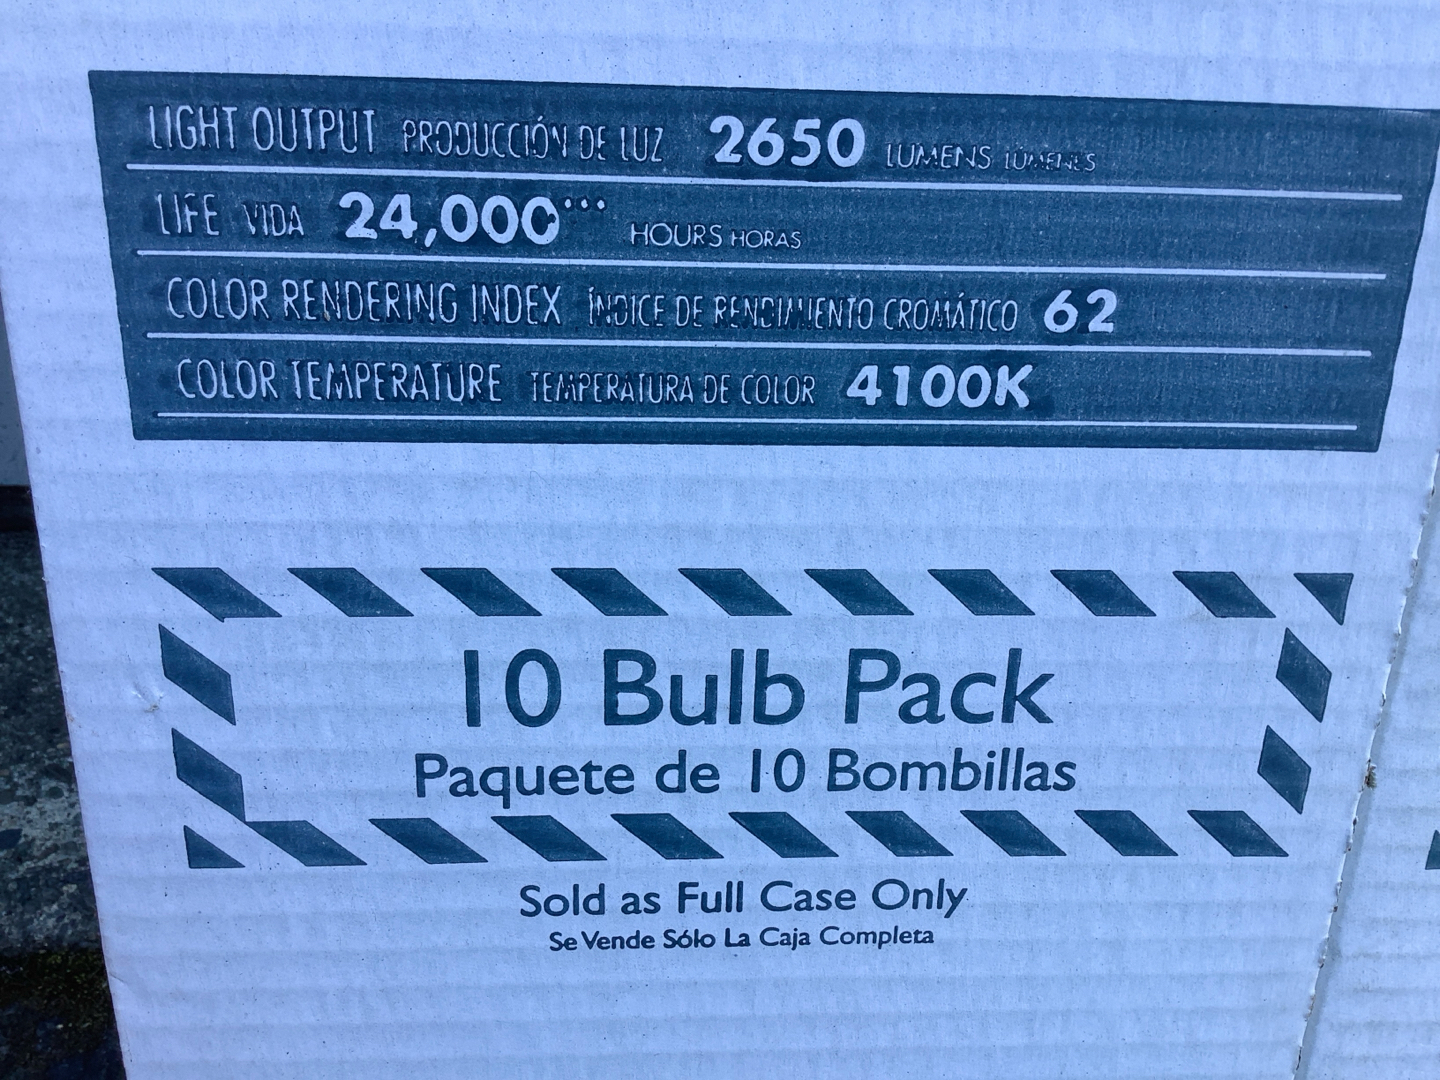 LIGHT OUTPUT PRODUCCIÓN DE LUZ 2650 LUMENS LÚMENES
LIFE VIDA 24,000*** HOURS HORAS
COLOR RENDERING INDEX ÍNDICE DE RENDIMIENTO CROMÁTICO 62
COLOR TEMPERATURE TEMPERATURA DE COLOR 4100K
10 Bulb Pack
Paquete de 10 Bombillas
Sold as Full Case Only
Se Vende Sólo La Caja Completa